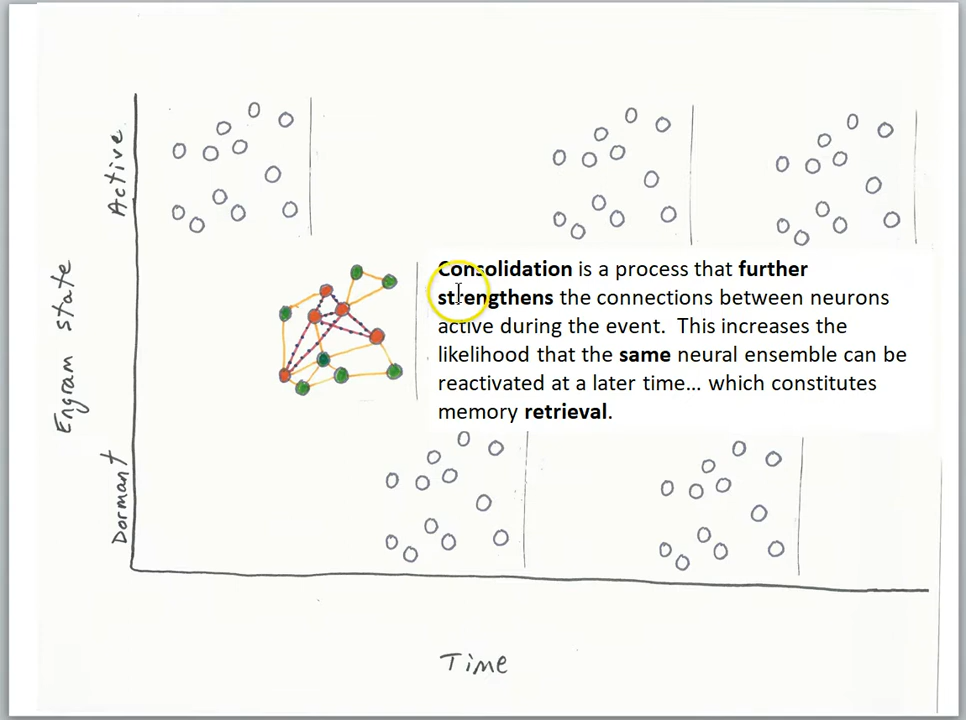 Active
Engram state
Dormant
Consolidation is a process that further
strengthens the connections between neurons
active during the event.  This increases the
likelihood that the same neural ensemble can be
reactivated at a later time... which constitutes
memory retrieval.
Time